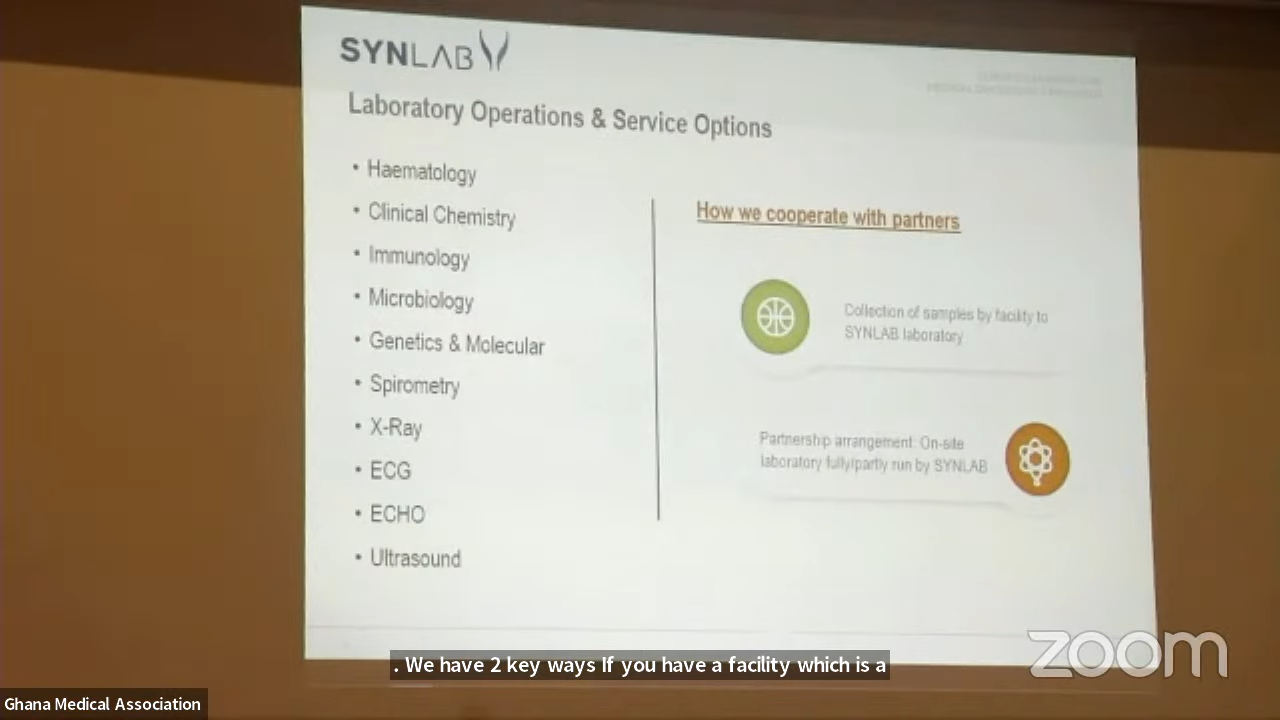 SYNLAB
Laboratory Operations & Service Options
• Haematology
• Clinical Chemistry
• Immunology
• Microbiology
• Genetics & Molecular
• Spirometry
• X-Ray
• ECG
• ECHO
• Ultrasound
How we cooperate with partners
Collection of samples by facility to
SYNLAB laboratory
Partnership arrangement: On-site
laboratory fully/partly run by SYNLAB
. We have 2 key ways If you have a facility which is a
zoom
Ghana Medical Association